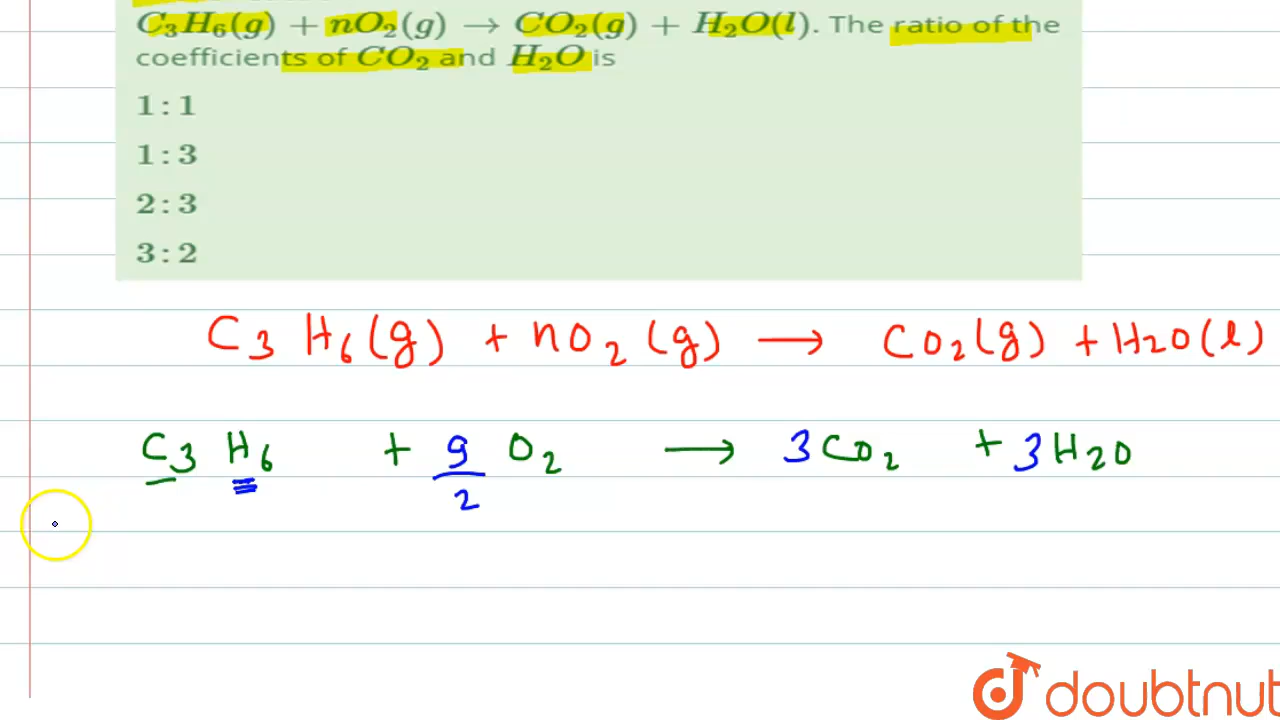 C₃H₆(g) + nO₂(g) → CO₂(g) + H₂O(l). The ratio of the
coefficients of CO₂ and H₂O is
1 : 1
1 : 3
2 : 3
3 : 2
C₃ H₆(g) + nO₂(g) → CO₂(g) + H₂O(l)
C₃ H₆ + 9/2 O₂ → 3CO₂ + 3H₂O
doubtnut